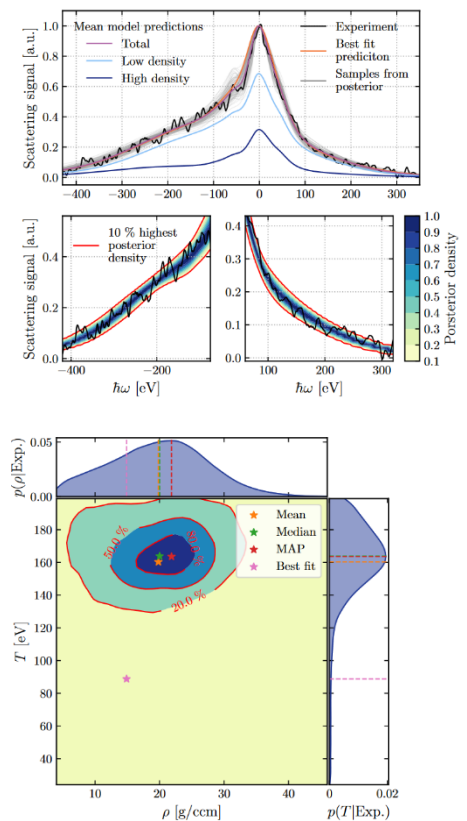 Mean model predictions
Total
Low density
High density
Experiment
Best fit
prediciton
Samples from
posterior
Scattering signal [a.u.]
1.0
0.8
0.6
0.4
0.2
0.0
−400 −300 −200 −100 0 100 200 300
10 % highest
posterior
density
Scattering signal [a.u.]
0.4
0.2
0.0
−400 −200
ħω [eV]
0.4
0.3
0.2
0.1
0.0
100 200 300
ħω [eV]
1.0
0.9
0.8
0.7
0.6
0.5
0.4
0.3
0.2
0.1
Porsterior density
p(ρ|Exp.)
0.05
0.00
Mean
Median
MAP
Best fit
50.0 %
20.0 %
T [eV]
180
160
140
120
100
80
60
40
10 20 30 40
ρ [g/ccm]
0 0.02
p(T|Exp.)